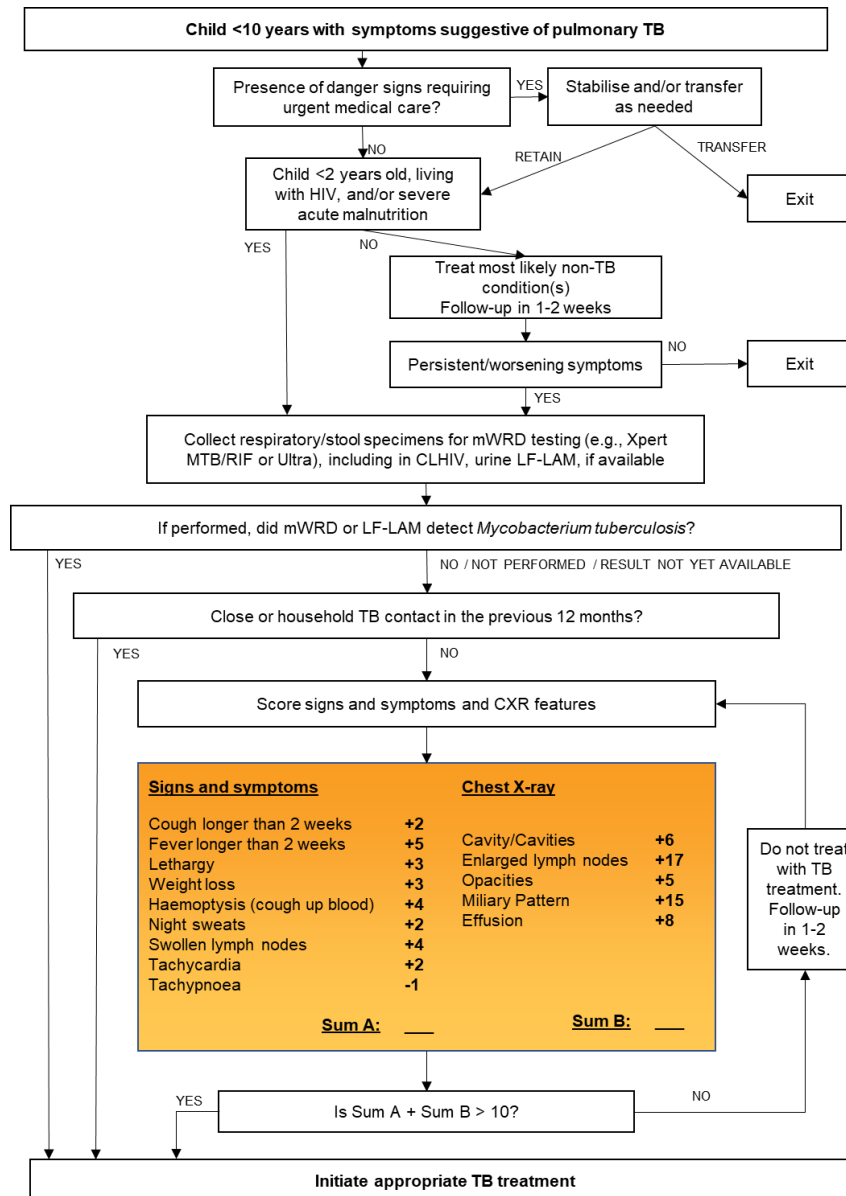 Child <10 years with symptoms suggestive of pulmonary TB
Presence of danger signs requiring
urgent medical care?
YES
Stabilise and/or transfer
as needed
NO
RETAIN
TRANSFER
Child <2 years old, living
with HIV, and/or severe
acute malnutrition
Exit
YES
NO
Treat most likely non-TB
condition(s)
Follow-up in 1-2 weeks
Persistent/worsening symptoms
NO
Exit
YES
Collect respiratory/stool specimens for mWRD testing (e.g., Xpert
MTB/RIF or Ultra), including in CLHIV, urine LF-LAM, if available
If performed, did mWRD or LF-LAM detect Mycobacterium tuberculosis?
YES
NO / NOT PERFORMED / RESULT NOT YET AVAILABLE
Close or household TB contact in the previous 12 months?
YES
NO
Score signs and symptoms and CXR features
Signs and symptoms
Cough longer than 2 weeks +2
Fever longer than 2 weeks +5
Lethargy +3
Weight loss +3
Haemoptysis (cough up blood) +4
Night sweats +2
Swollen lymph nodes +4
Tachycardia +2
Tachypnoea -1
Sum A: ___
Chest X-ray
Cavity/Cavities +6
Enlarged lymph nodes +17
Opacities +5
Miliary Pattern +15
Effusion +8
Sum B: ___
Do not treat
with TB
treatment.
Follow-up
in 1-2
weeks.
Is Sum A + Sum B > 10?
YES
NO
Initiate appropriate TB treatment